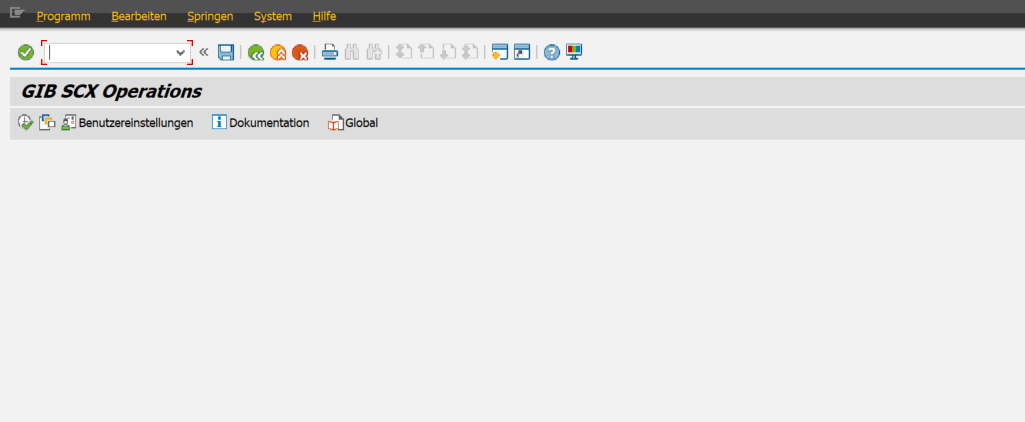 Programm Bearbeiten Springen System Hilfe
GIB SCX Operations
Benutzereinstellungen Dokumentation Global